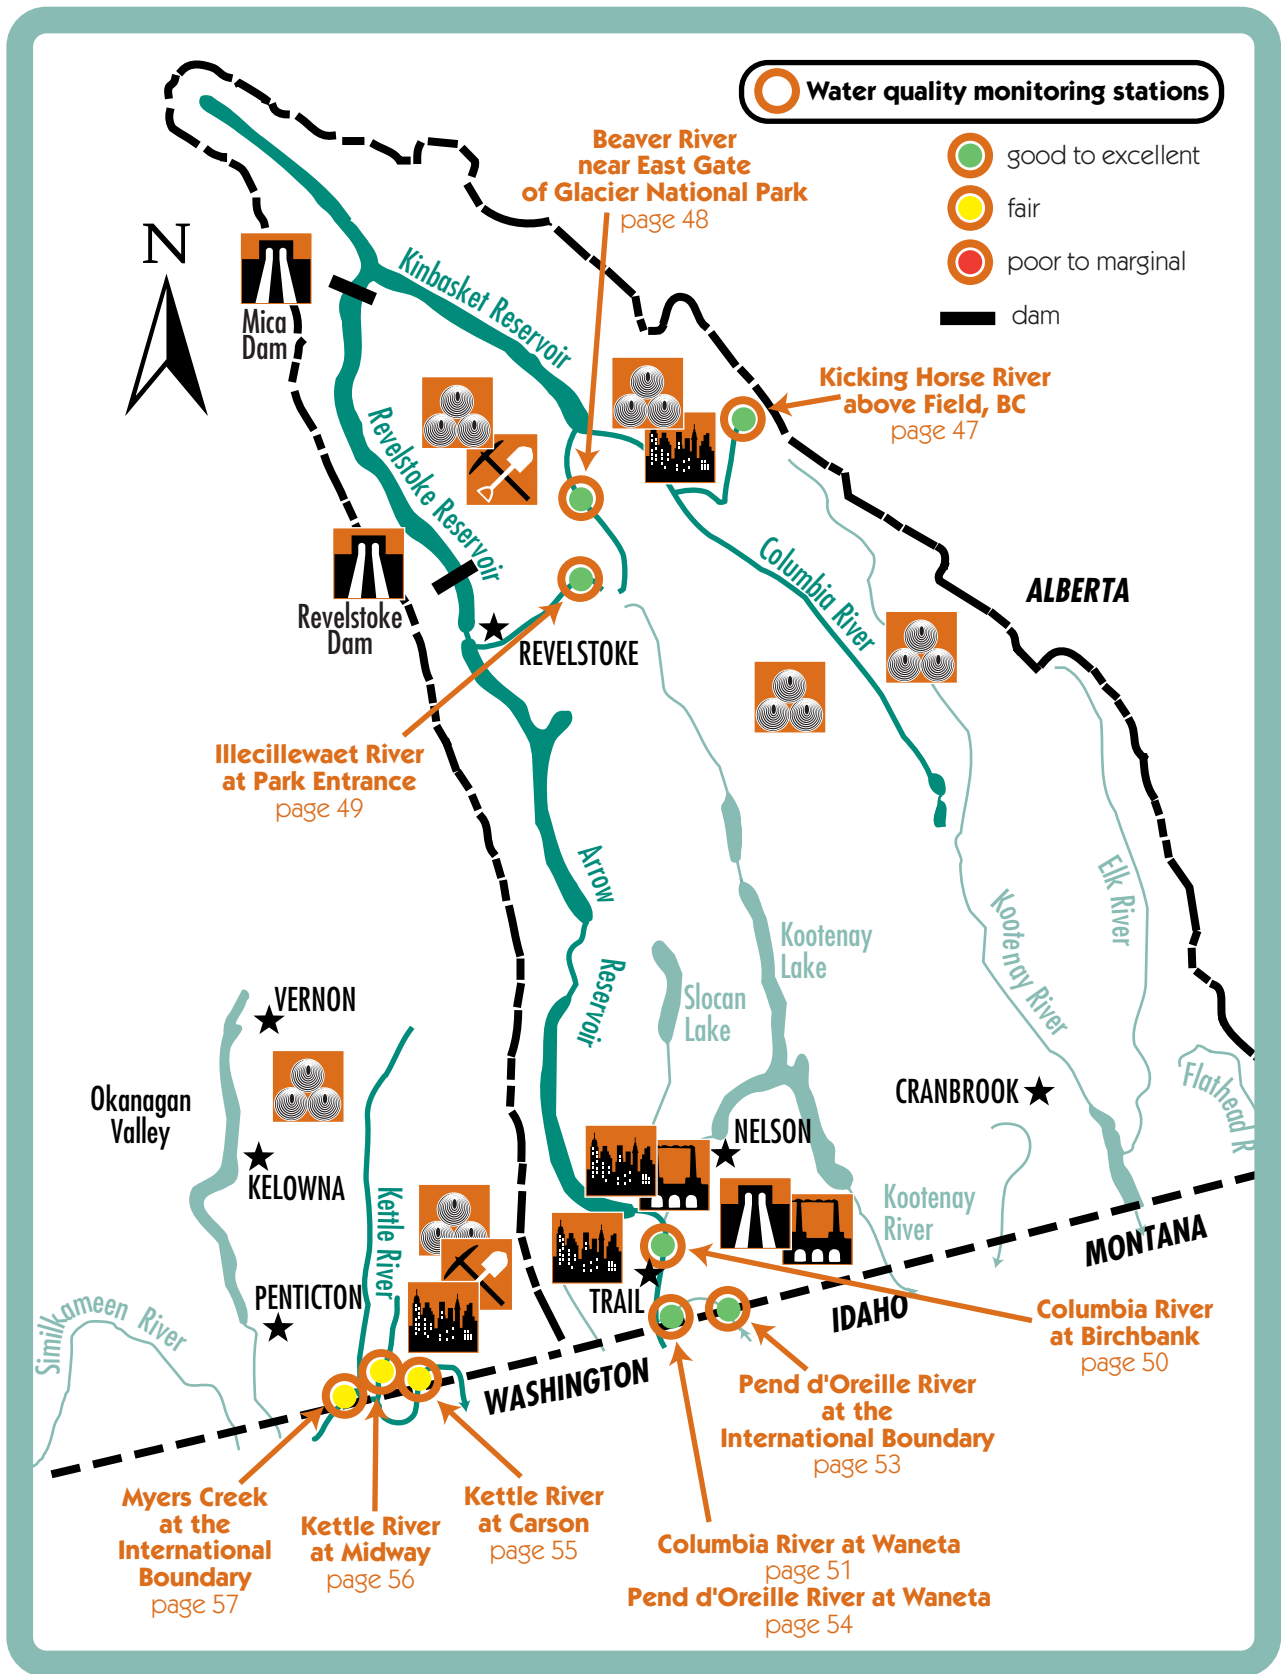 Water quality monitoring stations
good to excellent
fair
poor to marginal
dam
N
Beaver River
near East Gate
of Glacier National Park
page 48
Mica
Dam
Kinbasket Reservoir
Kicking Horse River
above Field, BC
page 47
Revelstoke Reservoir
Columbia River
ALBERTA
Revelstoke
Dam
REVELSTOKE
Illecillewaet River
at Park Entrance
page 49
Arrow
Reservoir
Elk River
Kootenay River
Kootenay
Lake
Slocan
Lake
VERNON
Okanagan
Valley
KELOWNA
CRANBROOK
Flathead R
NELSON
Kettle River
Kootenay
River
MONTANA
PENTICTON
TRAIL
IDAHO
Similkameen River
WASHINGTON
Columbia River
at Birchbank
page 50
Pend d'Oreille River
at the
International Boundary
page 53
Myers Creek
at the
International
Boundary
page 57
Kettle River
at Midway
page 56
Kettle River
at Carson
page 55
Columbia River at Waneta
page 51
Pend d'Oreille River at Waneta
page 54